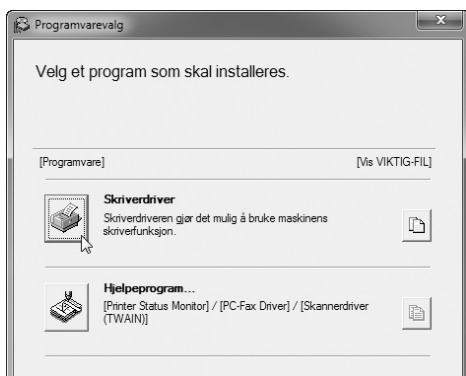 Programvarevalg
Velg et program som skal installeres.
[Programvare] [Vis VIKTIG-FIL]
Skriverdriver
Skriverdriveren gjør det mulig å bruke maskinens
skriverfunksjon.
Hjelpeprogram...
[Printer Status Monitor] / [PC-Fax Driver] / [Skannerdriver
(TWAIN)]